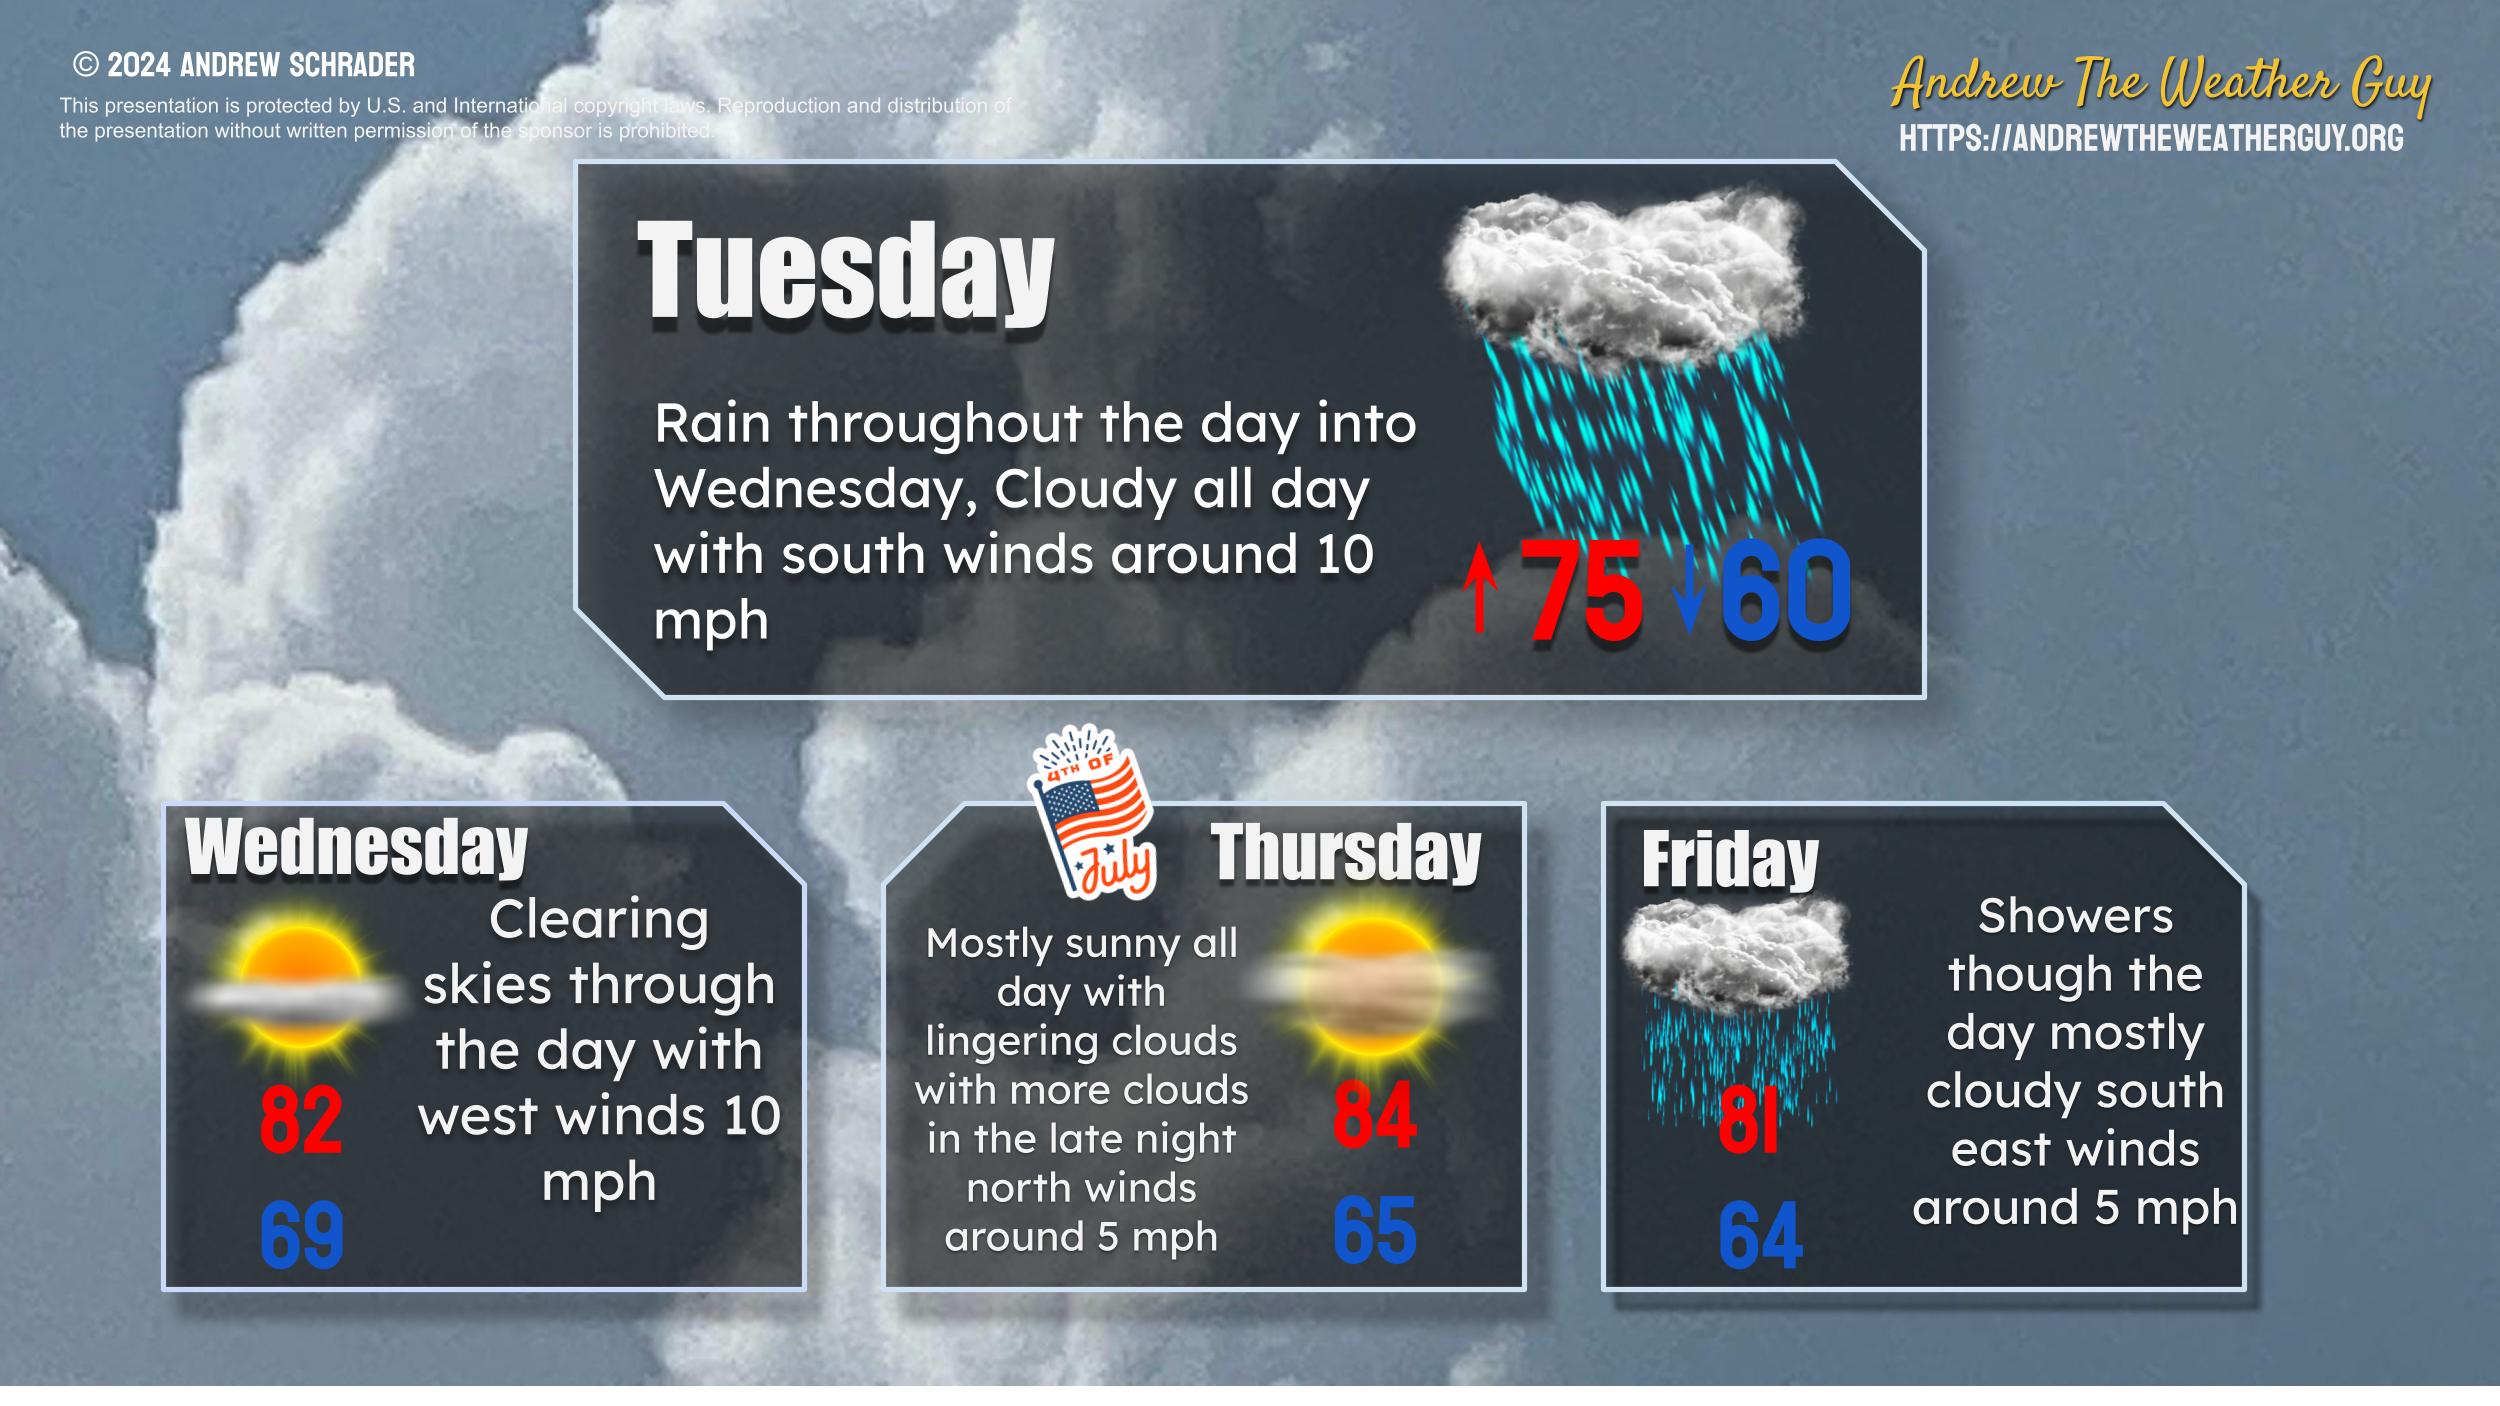 © 2024 ANDREW SCHRADER
This presentation is protected by U.S. and International copyright laws. Reproduction and distribution of
the presentation without written permission of the sponsor is prohibited.
Andrew The Weather Guy
HTTPS://ANDREWTHEWEATHERGUY.ORG
Tuesday
Rain throughout the day into
Wednesday, Cloudy all day
with south winds around 10
mph
↑75 ↓60
Wednesday
Clearing
skies through
the day with
west winds 10
mph
82
69
4TH OF
July
Thursday
Mostly sunny all
day with
lingering clouds
with more clouds
in the late night
north winds
around 5 mph
84
65
Friday
Showers
though the
day mostly
cloudy south
east winds
around 5 mph
81
64